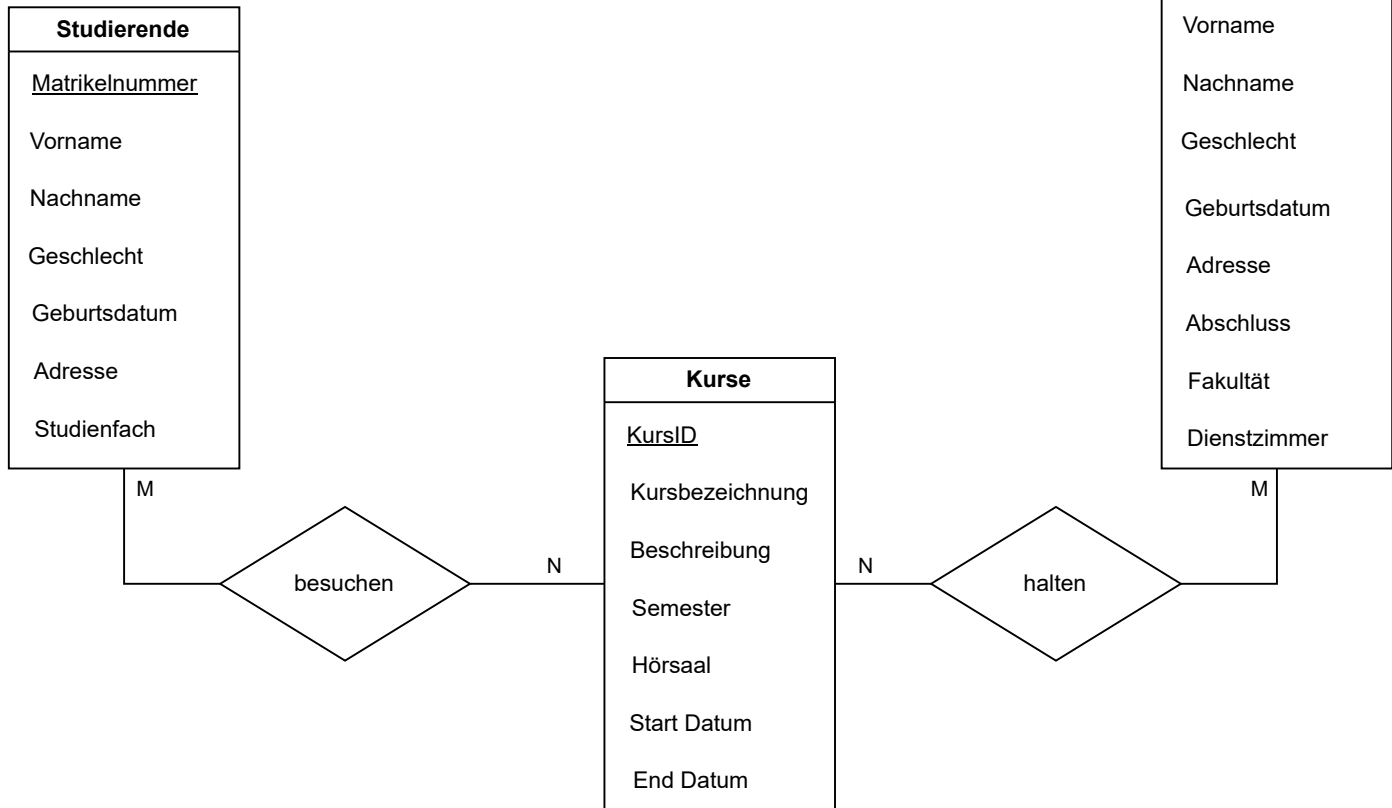 Studierende
Matrikelnummer
Vorname
Nachname
Geschlecht
Geburtsdatum
Adresse
Studienfach
M
besuchen
N
Kurse
KursID
Kursbezeichnung
Beschreibung
Semester
Hörsaal
Start Datum
End Datum
N
halten
M
Vorname
Nachname
Geschlecht
Geburtsdatum
Adresse
Abschluss
Fakultät
Dienstzimmer